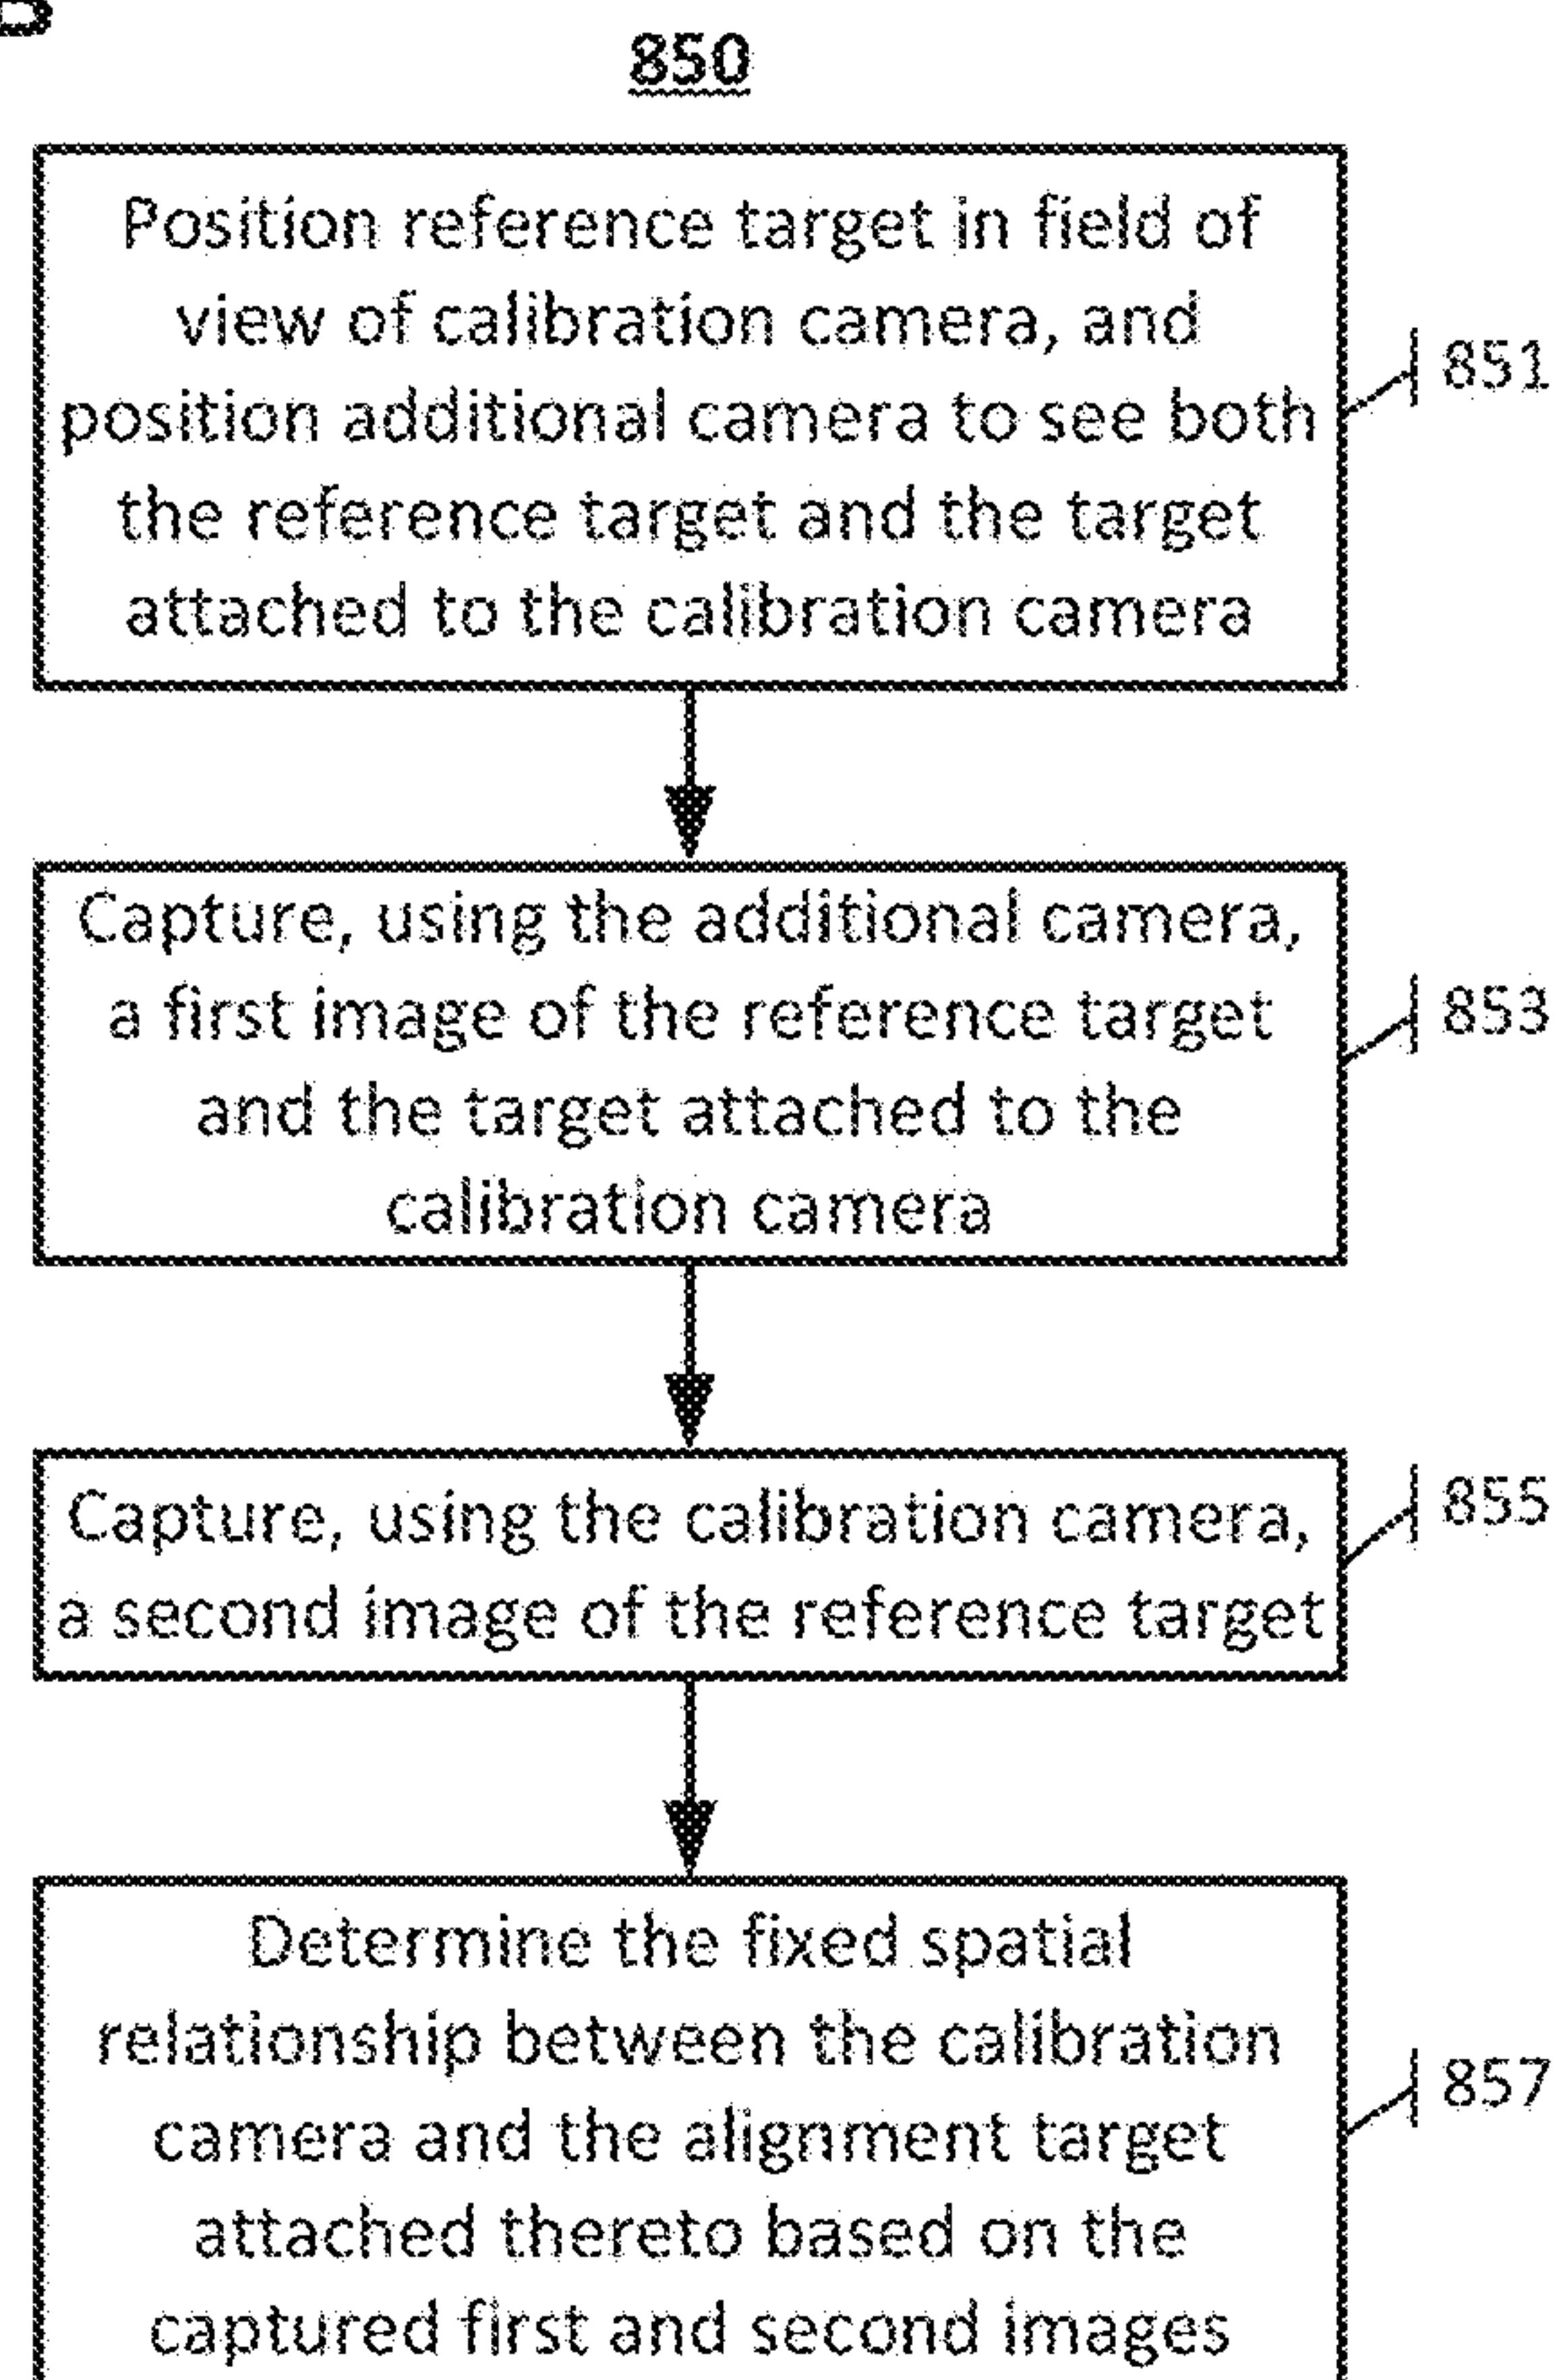 850
Position reference target in field of
view of calibration camera, and
position additional camera to see both
the reference target and the target
attached to the calibration camera
851
Capture, using the additional camera,
a first image of the reference target
and the target attached to the
calibration camera
853
Capture, using the calibration camera,
a second image of the reference target
855
Determine the fixed spatial
relationship between the calibration
camera and the alignment target
attached thereto based on the
captured first and second images
857